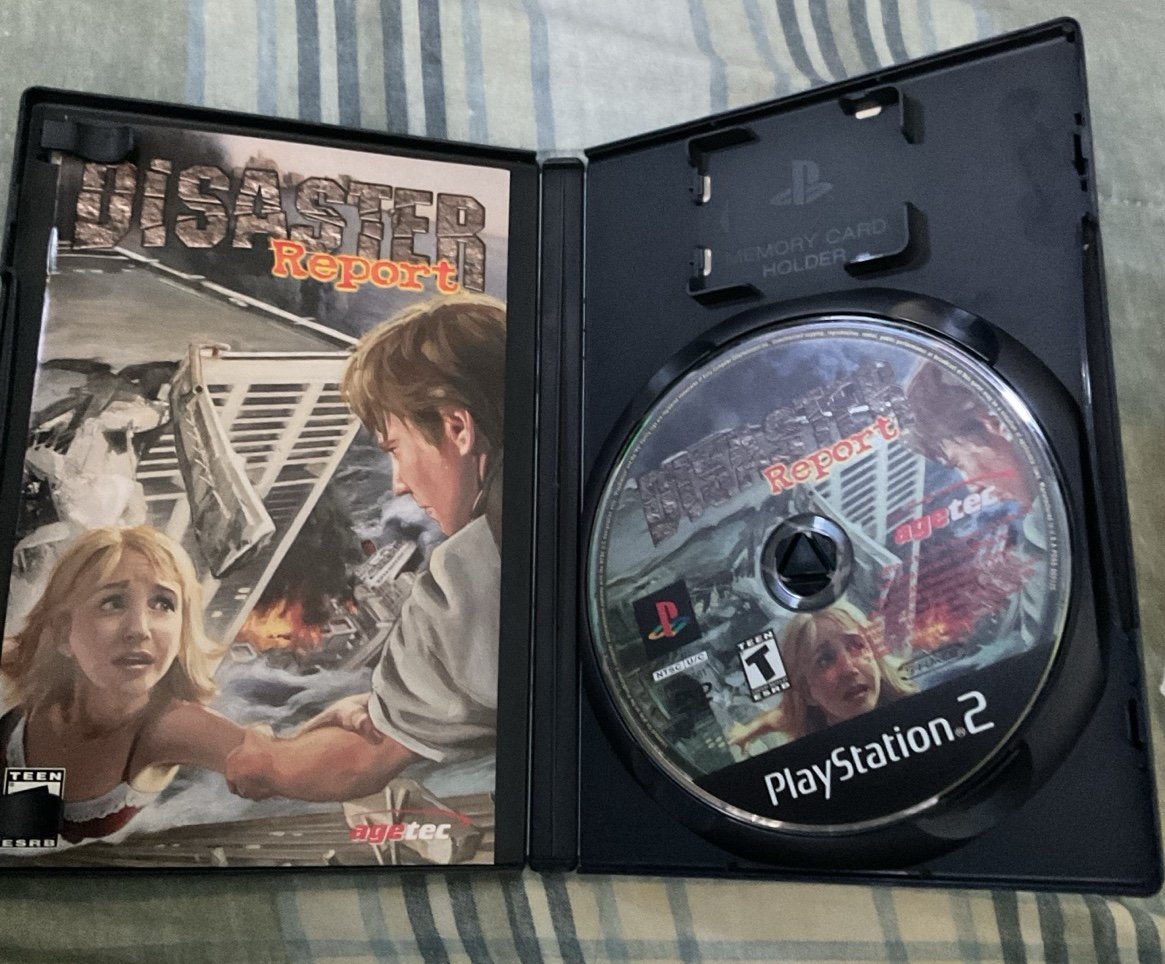 DISASTER
Report
TEEN
ESRB
agetec
MEMORY CARD
HOLDER
DISASTER
Report
agetec
NTSC U/C
TEEN
T
ESRB
PlayStation®2